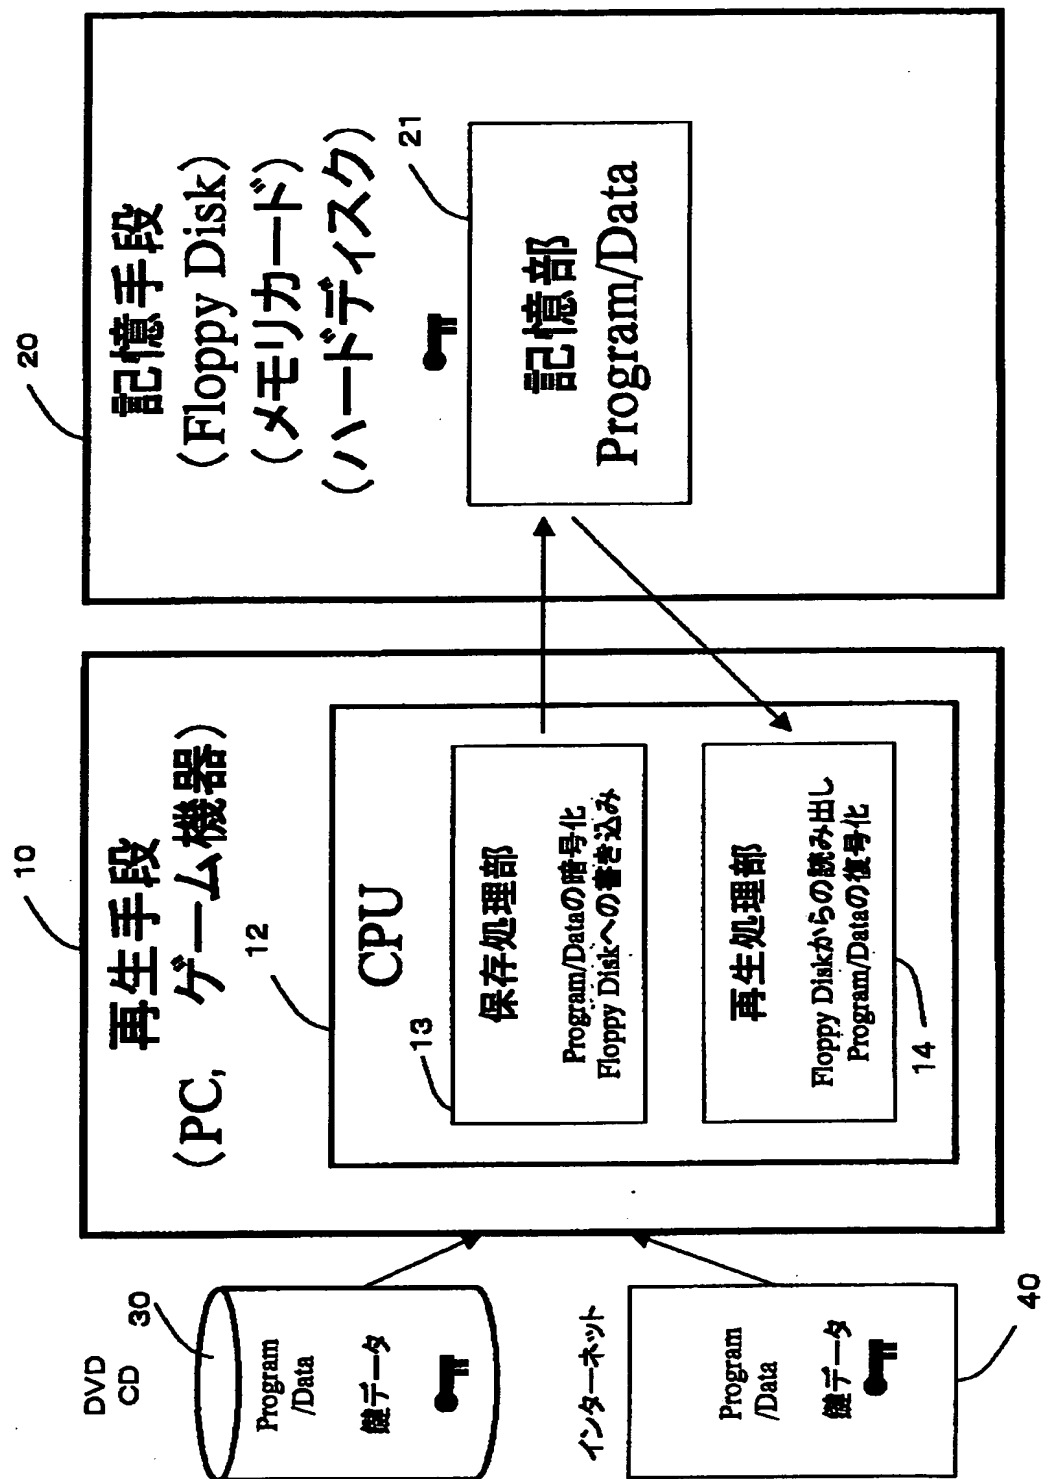 DVD
CD
30
Program
/Data
鍵データ
インターネット
Program
/Data
鍵データ
40
10
再生手段
(PC, ゲーム機器)
12
CPU
13
保存処理部
Program/Dataの暗号化
Floppy Diskへの書き込み
再生処理部
Floppy Diskからの読み出し
Program/Dataの復号化
14
20
記憶手段
(Floppy Disk)
(メモリカード)
(ハードディスク)
21
記憶部
Program/Data